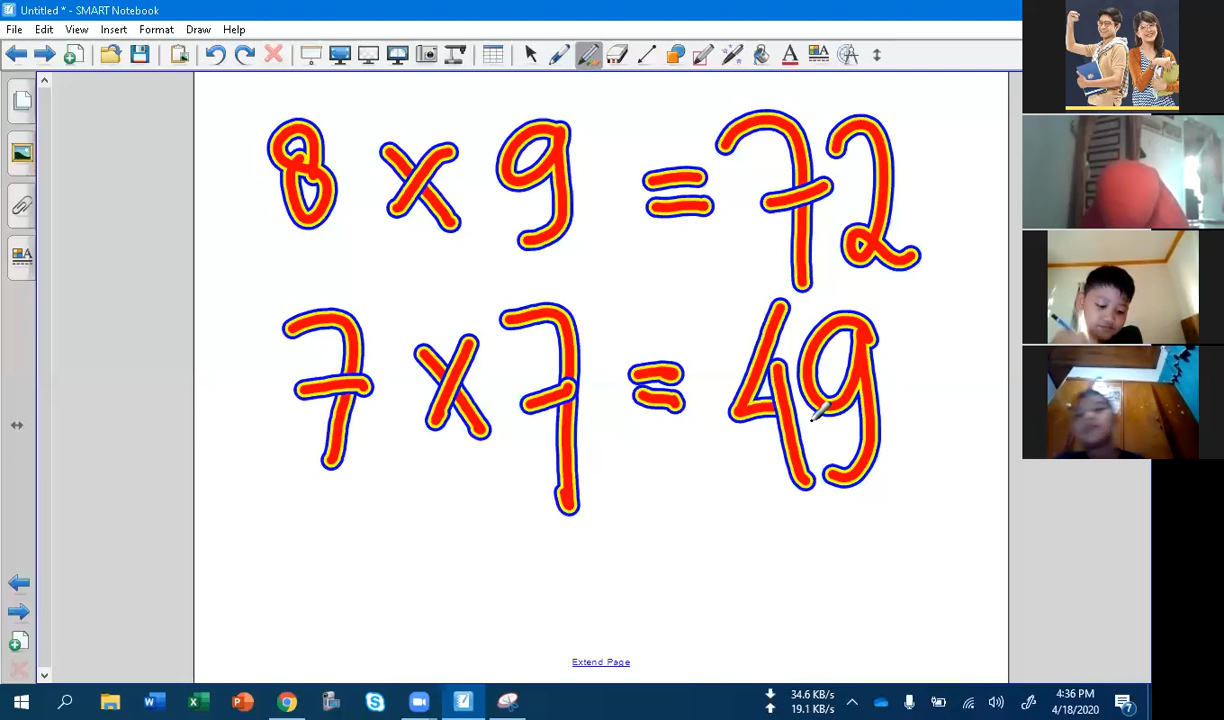 Untitled * - SMART Notebook
File Edit View Insert Format Draw Help
8 × 9 = 72
7 × 7 = 49
Extend Page
34.6 KB/s
19.1 KB/s
4:36 PM
4/18/2020
7